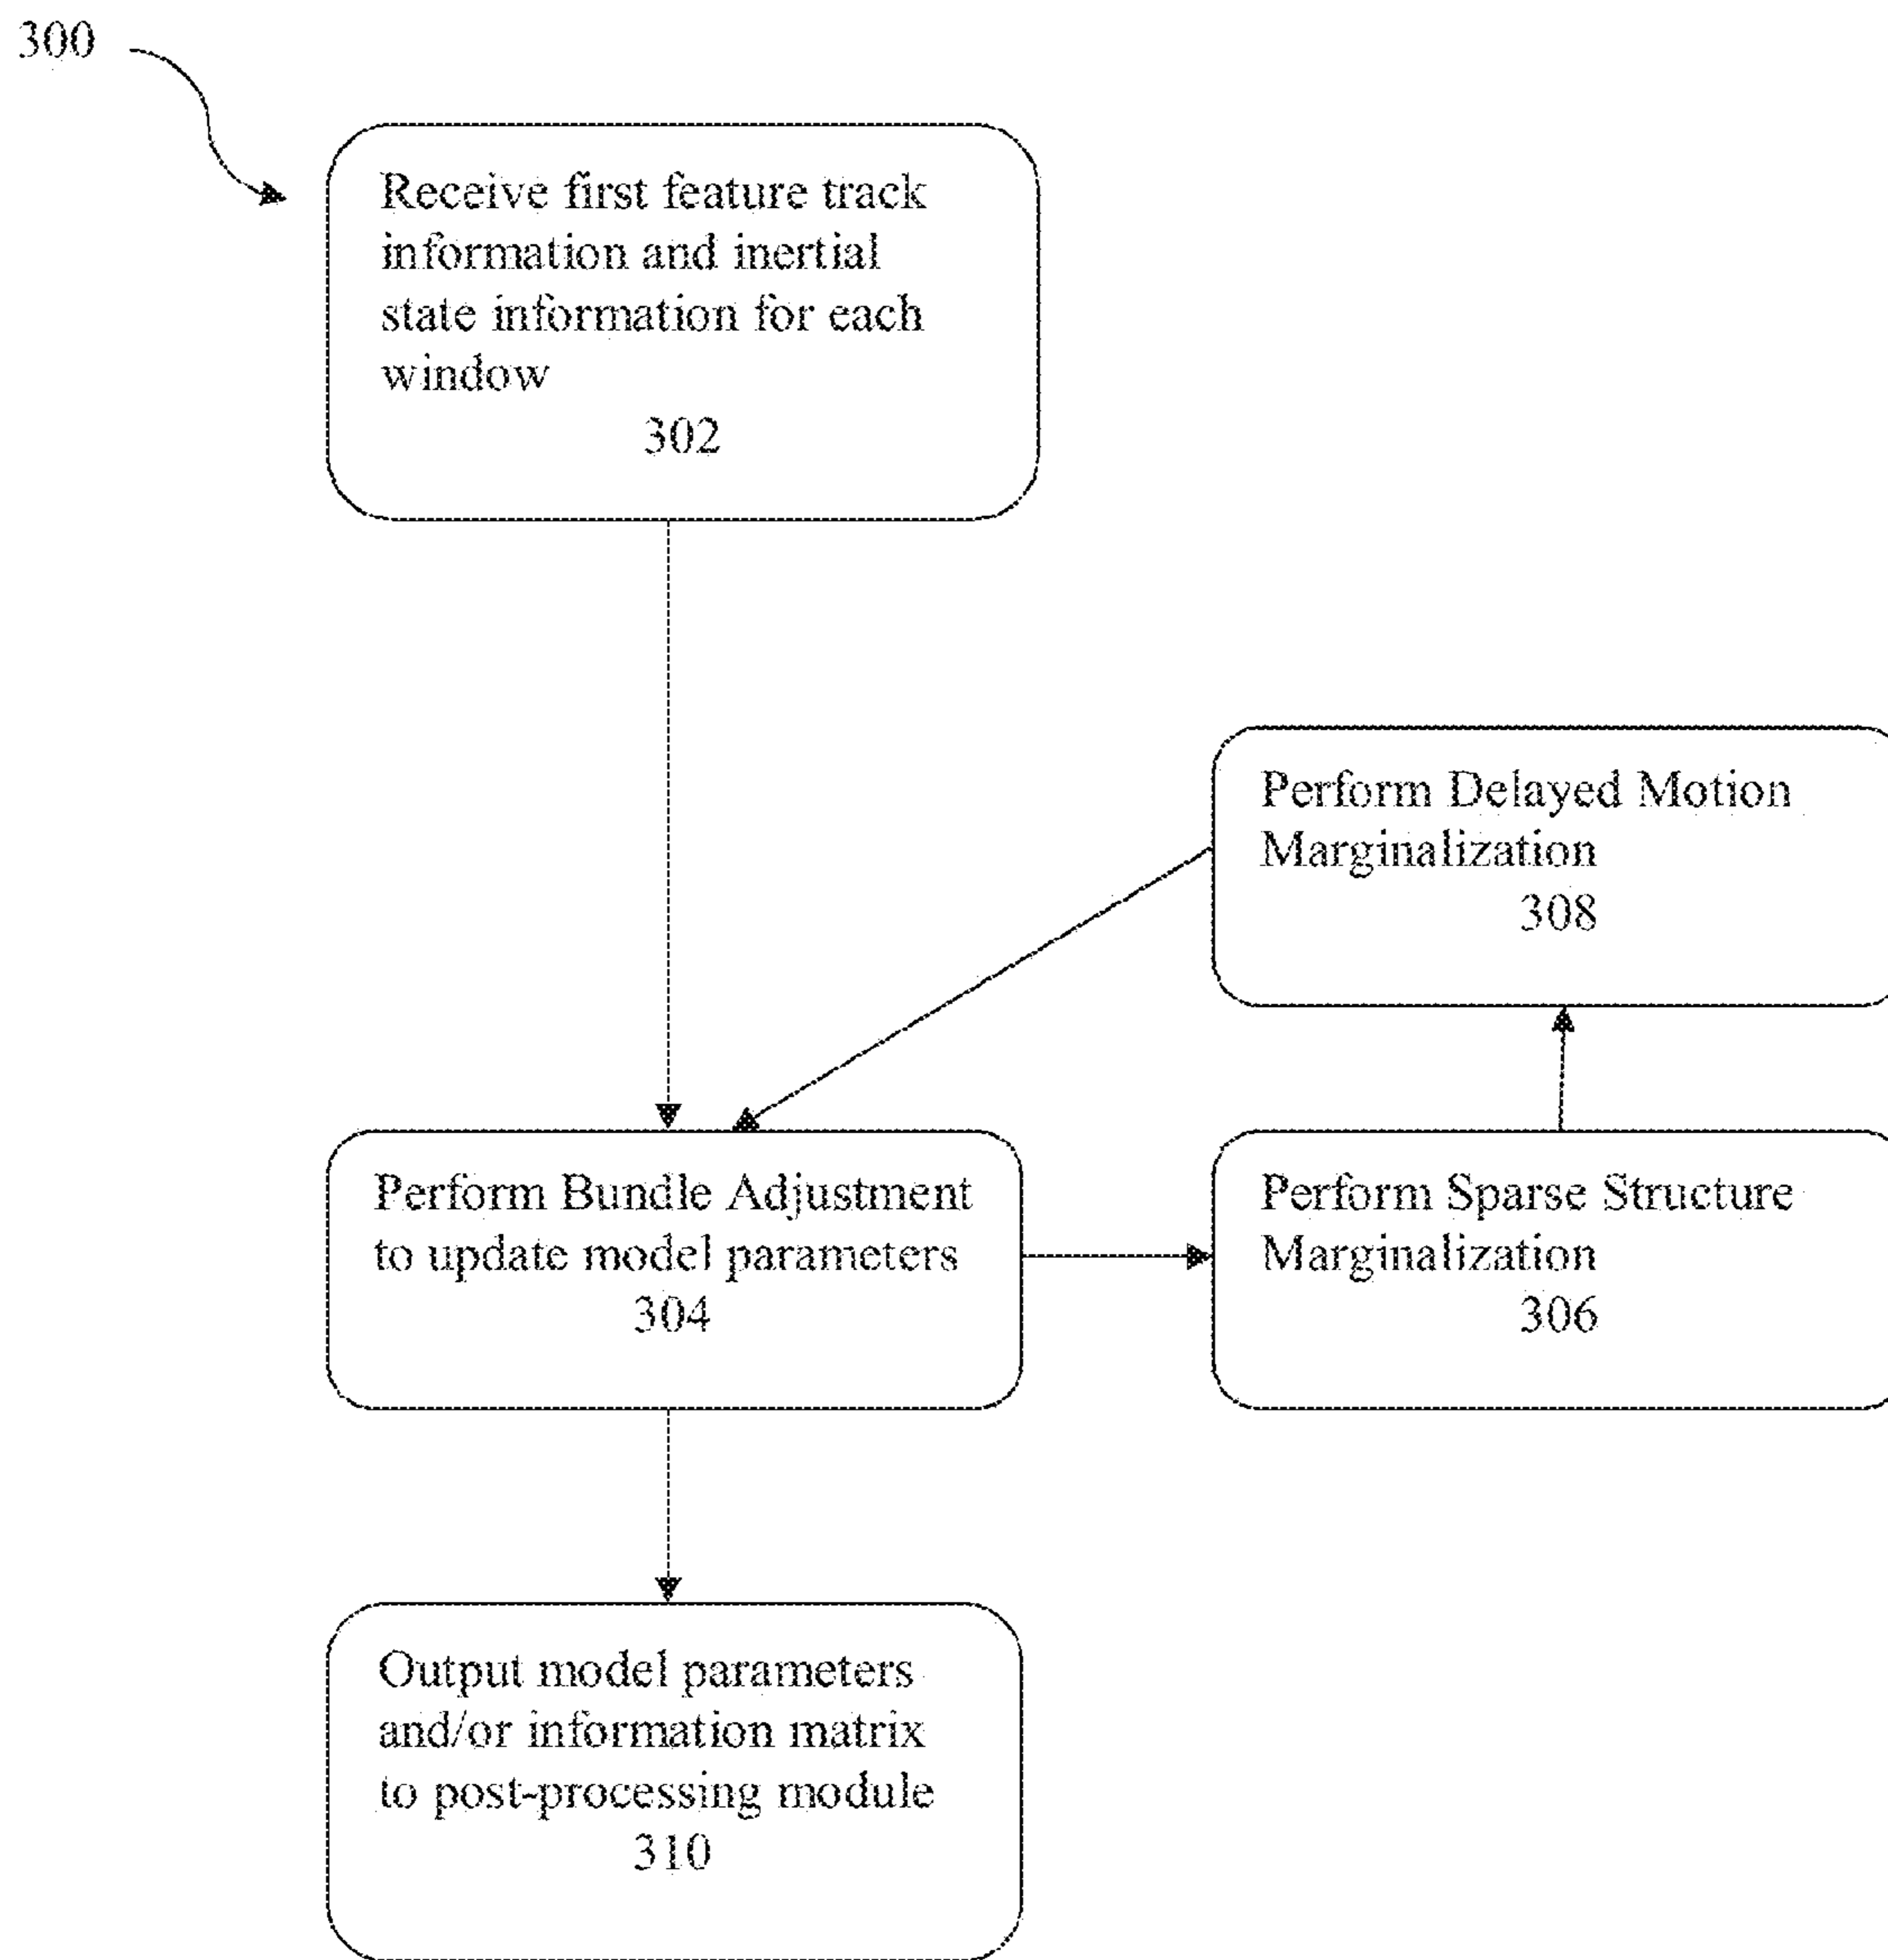 300
Receive first feature track
information and inertial
state information for each
window
302
Perform Delayed Motion
Marginalization
308
Perform Bundle Adjustment
to update model parameters
304
Perform Sparse Structure
Marginalization
306
Output model parameters
and/or information matrix
to post-processing module
310